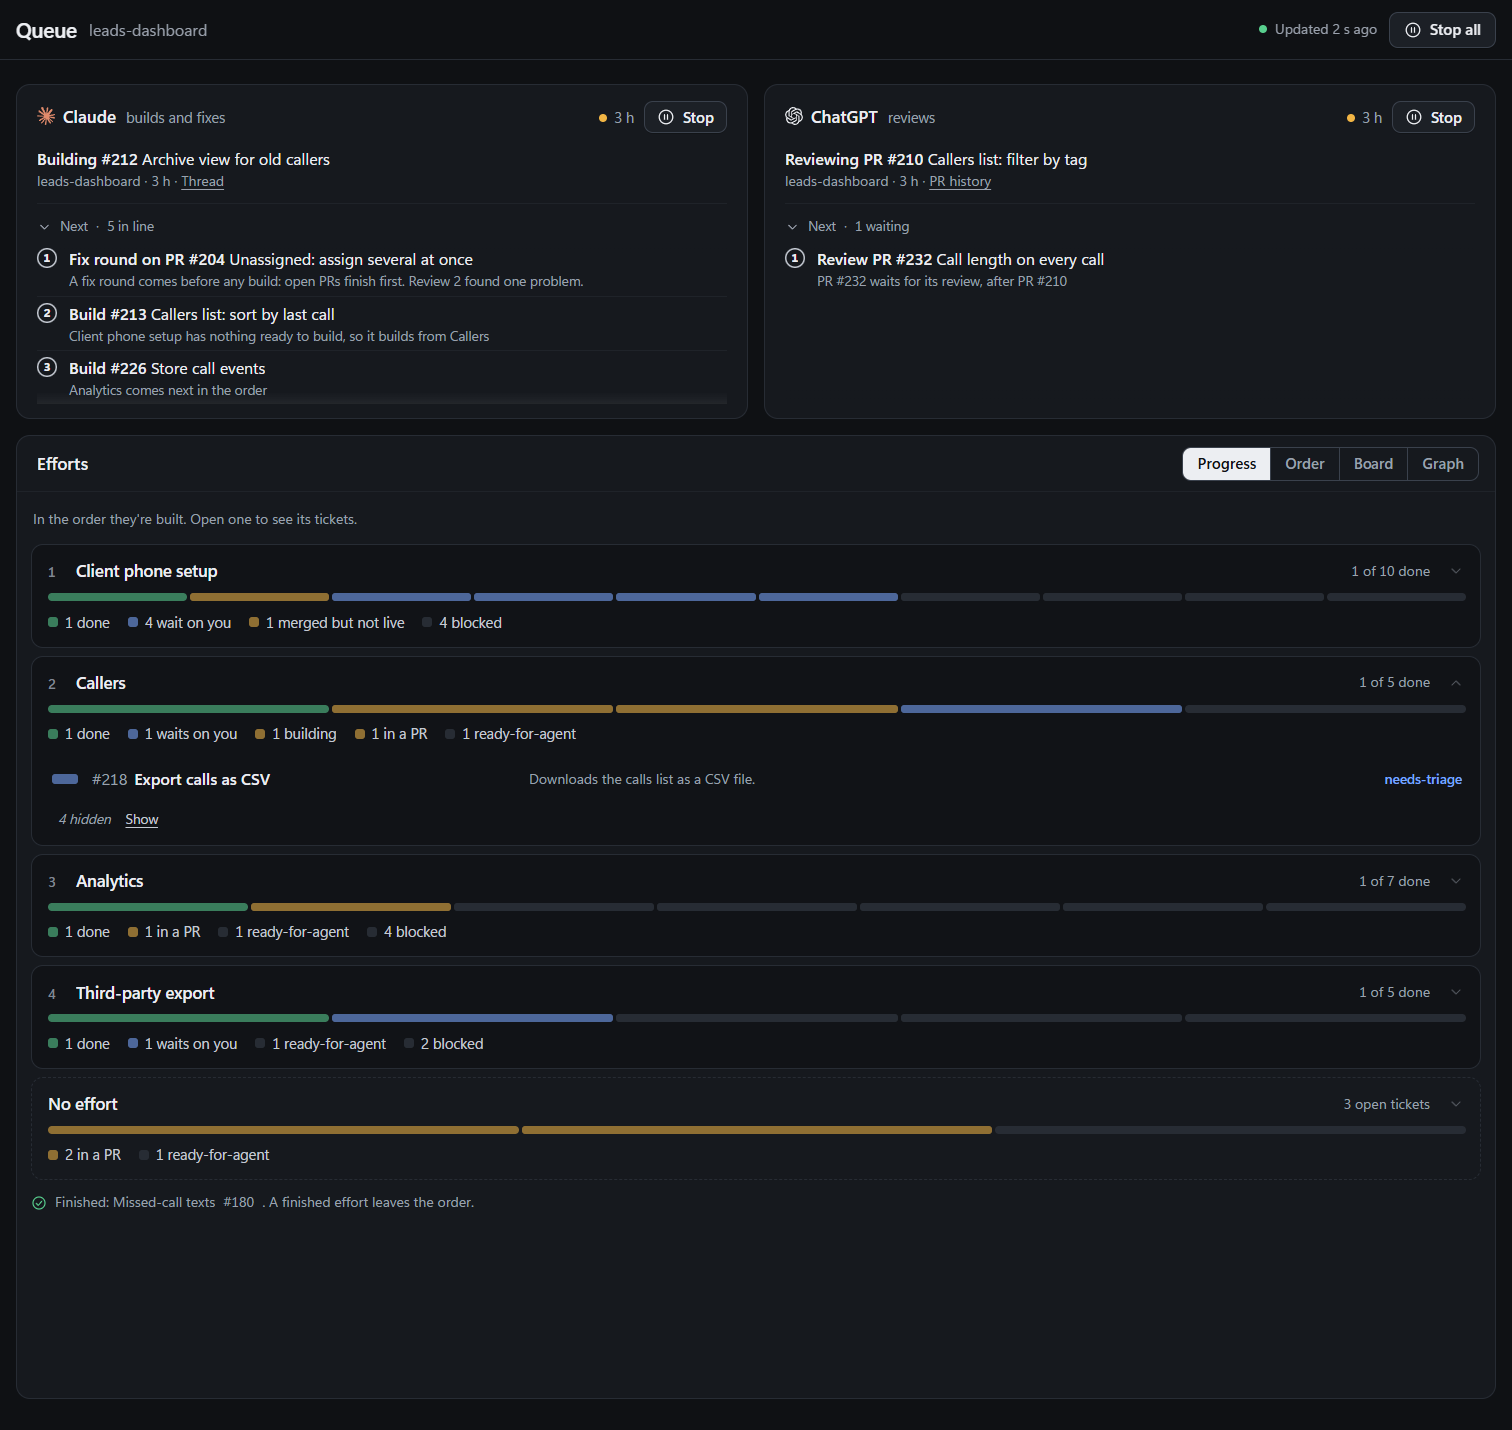 Queue leads-dashboard
Updated 2 s ago
Stop all
Claude builds and fixes
3 h
Stop
Building #212 Archive view for old callers
leads-dashboard · 3 h · Thread
Next · 5 in line
1 Fix round on PR #204 Unassigned: assign several at once
A fix round comes before any build: open PRs finish first. Review 2 found one problem.
2 Build #213 Callers list: sort by last call
Client phone setup has nothing ready to build, so it builds from Callers
3 Build #226 Store call events
Analytics comes next in the order
ChatGPT reviews
3 h
Stop
Reviewing PR #210 Callers list: filter by tag
leads-dashboard · 3 h · PR history
Next · 1 waiting
1 Review PR #232 Call length on every call
PR #232 waits for its review, after PR #210
Efforts
Progress Order Board Graph
In the order they're built. Open one to see its tickets.
1 Client phone setup 1 of 10 done
1 done 4 wait on you 1 merged but not live 4 blocked
2 Callers 1 of 5 done
1 done 1 waits on you 1 building 1 in a PR 1 ready-for-agent
#218 Export calls as CSV Downloads the calls list as a CSV file. needs-triage
4 hidden Show
3 Analytics 1 of 7 done
1 done 1 in a PR 1 ready-for-agent 4 blocked
4 Third-party export 1 of 5 done
1 done 1 waits on you 1 ready-for-agent 2 blocked
No effort 3 open tickets
2 in a PR 1 ready-for-agent
Finished: Missed-call texts #180 . A finished effort leaves the order.